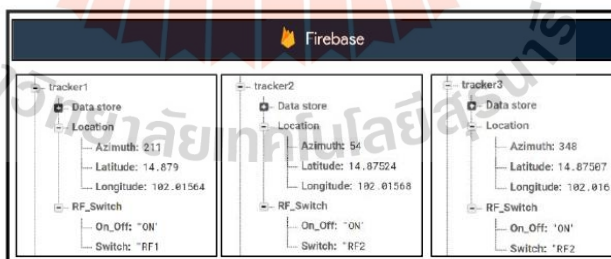 Firebase
tracker1
Data store
Location
Azimuth: 211
Latitude: 14.879
Longitude: 102.01564
RF_Switch
On_Off: "ON"
Switch: "RF1
tracker2
Data store
Location
Azimuth: 54
Latitude: 14.87524
Longitude: 102.01568
RF_Switch
On_Off: "ON"
Switch: "RF2
tracker3
Data store
Location
Azimuth: 348
Latitude: 14.87507
Longitude: 102.016
RF_Switch
On_Off: "ON"
Switch: "RF2